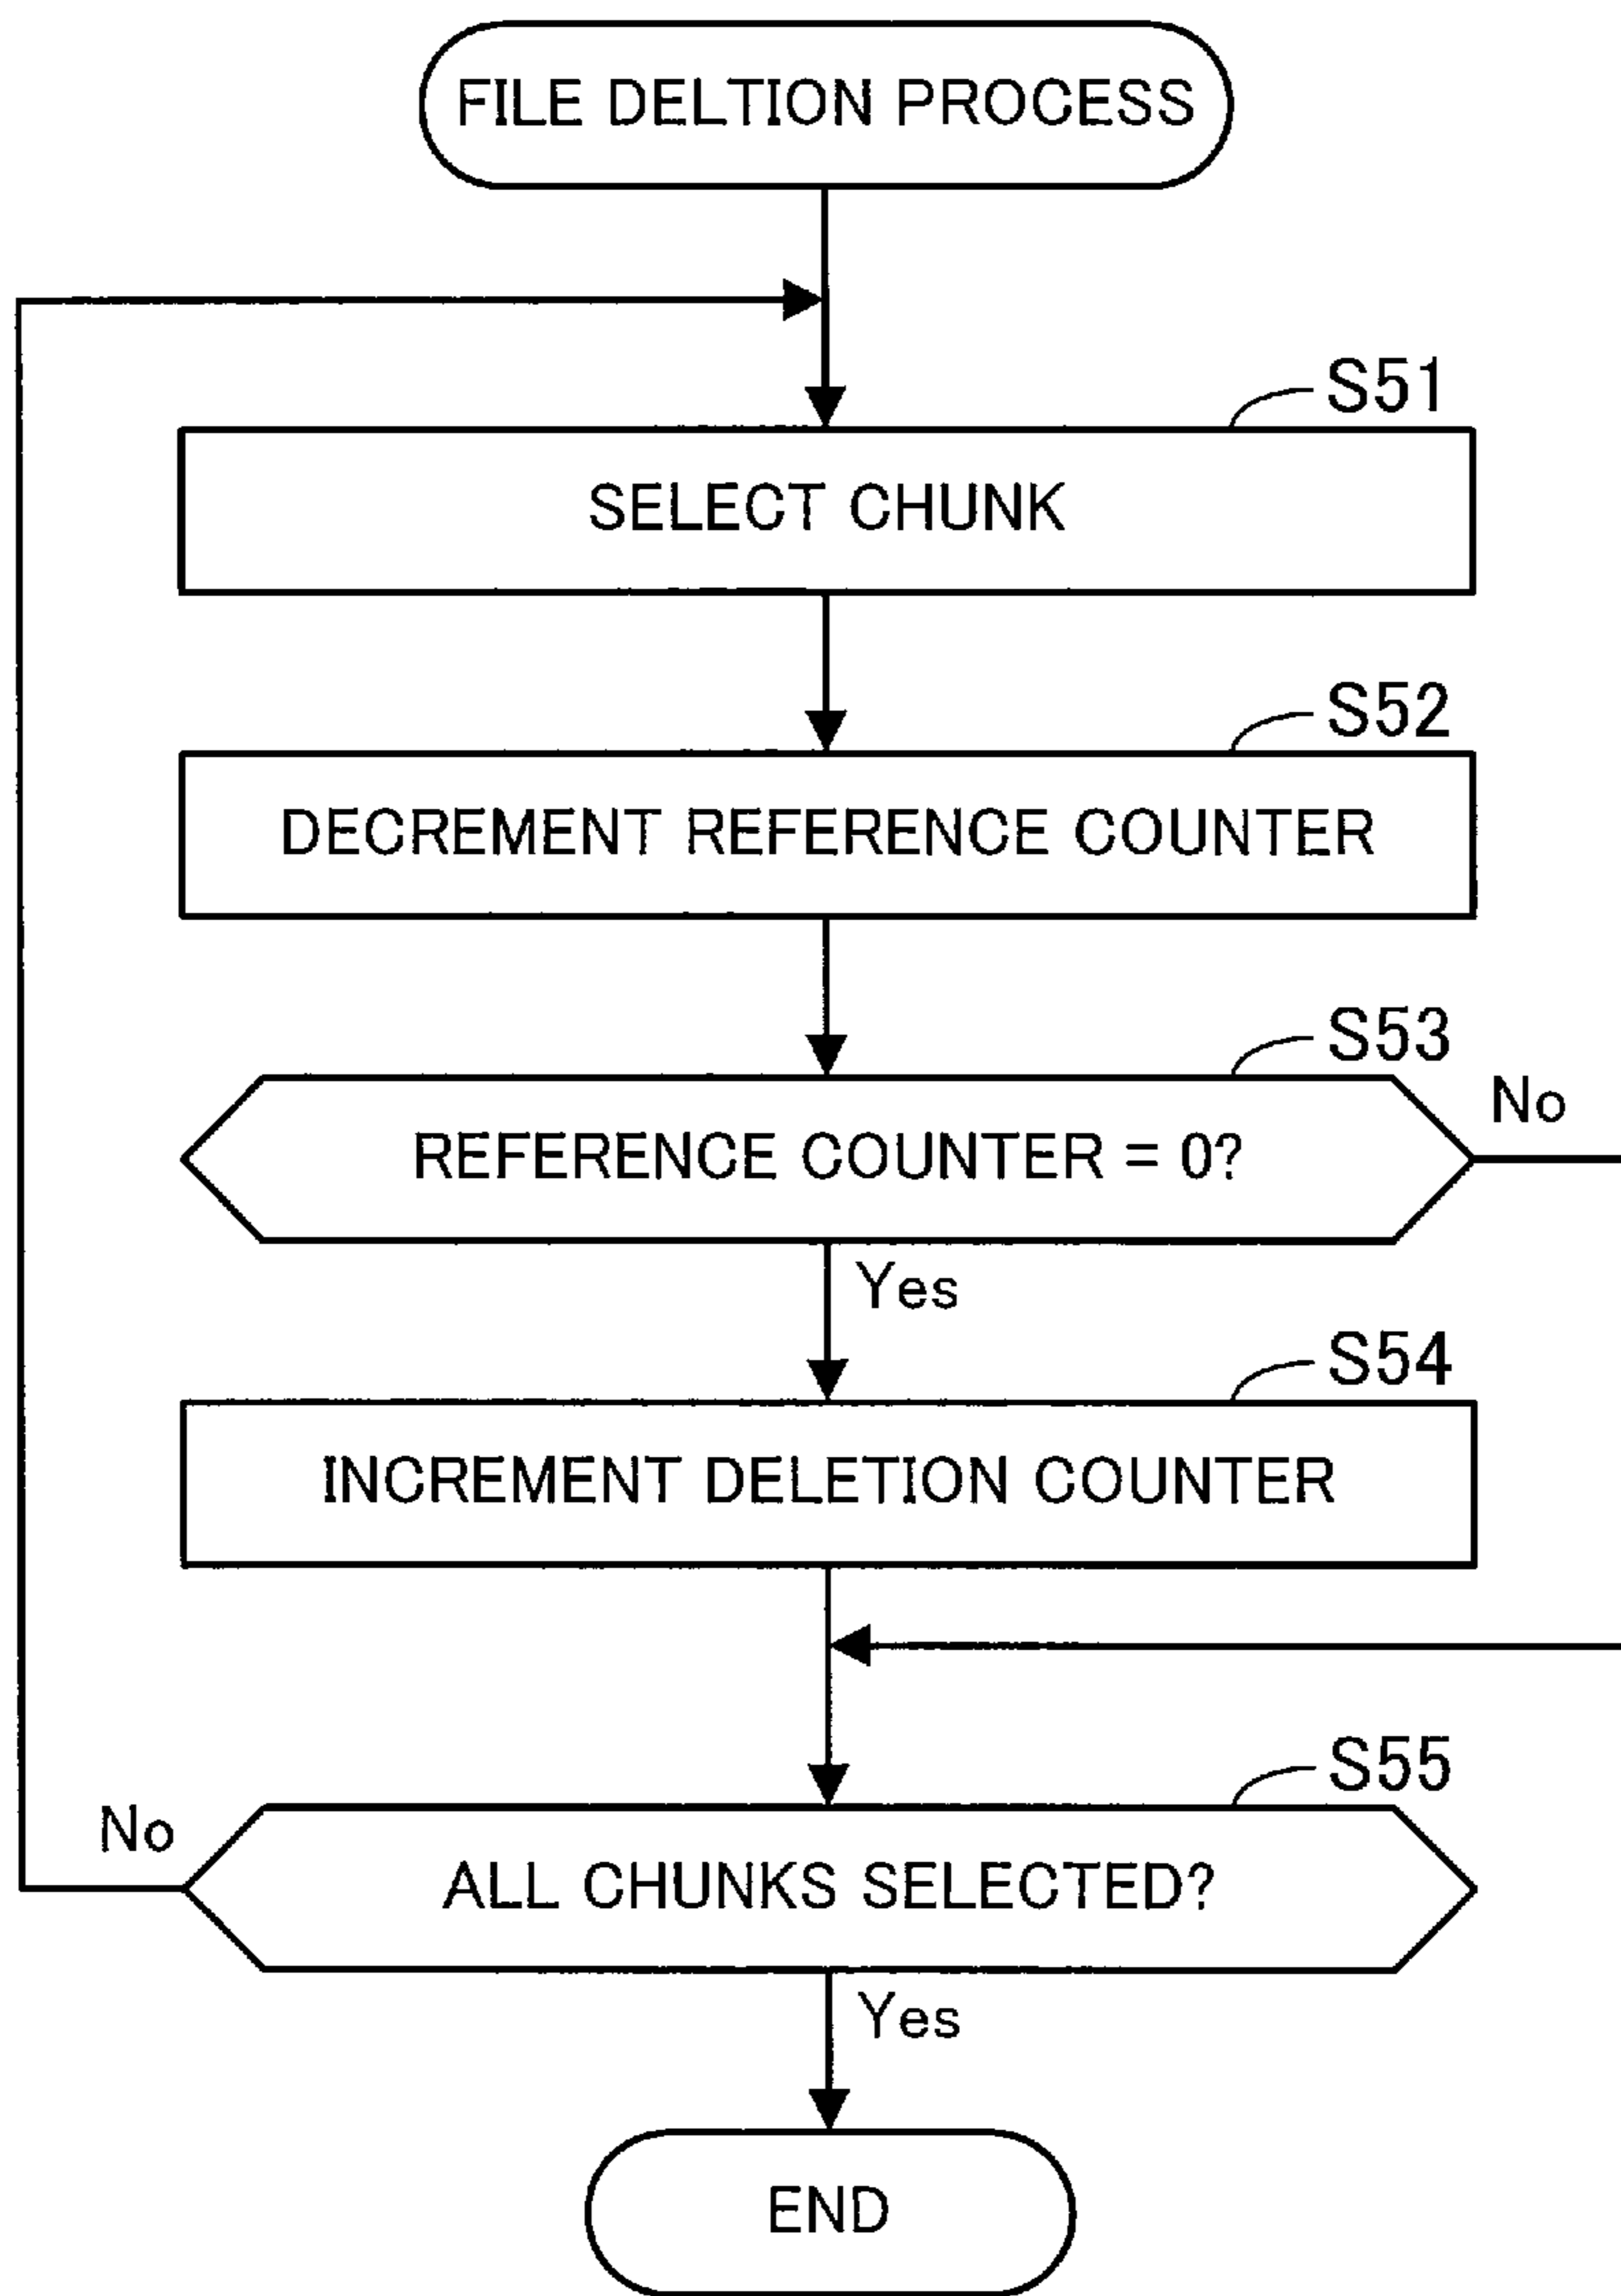 FILE DELTION PROCESS
S51
SELECT CHUNK
S52
DECREMENT REFERENCE COUNTER
S53
REFERENCE COUNTER = 0?
No
Yes
S54
INCREMENT DELETION COUNTER
S55
No
ALL CHUNKS SELECTED?
Yes
END